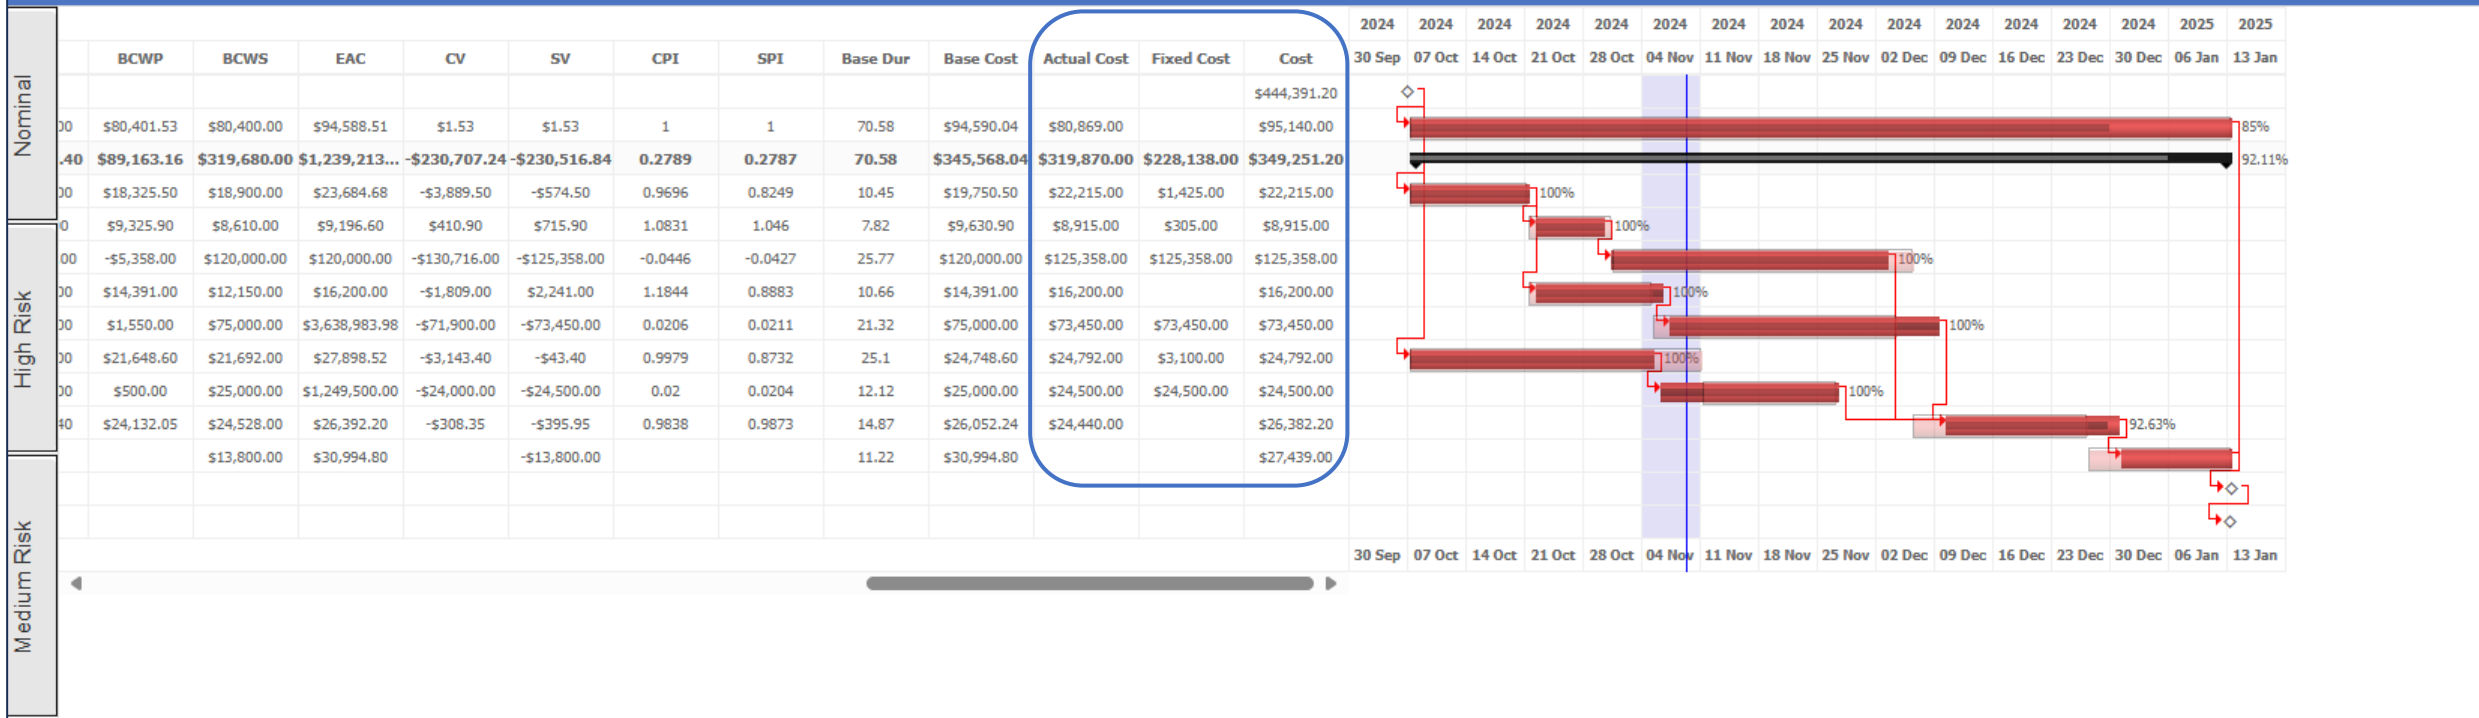 2024 2024 2024 2024 2024 2024 2024 2024 2024 2024 2024 2024 2024 2024 2025 2025
BCWP BCWS EAC CV SV CPI SPI Base Dur Base Cost Actual Cost Fixed Cost Cost 30 Sep 07 Oct 14 Oct 21 Oct 28 Oct 04 Nov 11 Nov 18 Nov 25 Nov 02 Dec 09 Dec 16 Dec 23 Dec 30 Dec 06 Jan 13 Jan
Nominal
$444,391.20
00 $80,401.53 $80,400.00 $94,588.51 $1.53 $1.53 1 1 70.58 $94,590.04 $80,869.00 $95,140.00 85%
.40 $89,163.16 $319,680.00 $1,239,213... -$230,707.24 -$230,516.84 0.2789 0.2787 70.58 $345,568.04 $319,870.00 $228,138.00 $349,251.20 92.11%
00 $18,325.50 $18,900.00 $23,684.68 -$3,889.50 -$574.50 0.9696 0.8249 10.45 $19,750.50 $22,215.00 $1,425.00 $22,215.00 100%
0 $9,325.90 $8,610.00 $9,196.60 $410.90 $715.90 1.0831 1.046 7.82 $9,630.90 $8,915.00 $305.00 $8,915.00 100%
High Risk
00 -$5,358.00 $120,000.00 $120,000.00 -$130,716.00 -$125,358.00 -0.0446 -0.0427 25.77 $120,000.00 $125,358.00 $125,358.00 $125,358.00 100%
00 $14,391.00 $12,150.00 $16,200.00 -$1,809.00 $2,241.00 1.1844 0.8883 10.66 $14,391.00 $16,200.00 $16,200.00 100%
00 $1,550.00 $75,000.00 $3,638,983.98 -$71,900.00 -$73,450.00 0.0206 0.0211 21.32 $75,000.00 $73,450.00 $73,450.00 $73,450.00 100%
00 $21,648.60 $21,692.00 $27,898.52 -$3,143.40 -$43.40 0.9979 0.8732 25.1 $24,748.60 $24,792.00 $3,100.00 $24,792.00 100%
00 $500.00 $25,000.00 $1,249,500.00 -$24,000.00 -$24,500.00 0.02 0.0204 12.12 $25,000.00 $24,500.00 $24,500.00 $24,500.00 100%
40 $24,132.05 $24,528.00 $26,392.20 -$308.35 -$395.95 0.9838 0.9873 14.87 $26,052.24 $24,440.00 $26,382.20 92.63%
$13,800.00 $30,994.80 -$13,800.00 11.22 $30,994.80 $27,439.00
Medium Risk
30 Sep 07 Oct 14 Oct 21 Oct 28 Oct 04 Nov 11 Nov 18 Nov 25 Nov 02 Dec 09 Dec 16 Dec 23 Dec 30 Dec 06 Jan 13 Jan